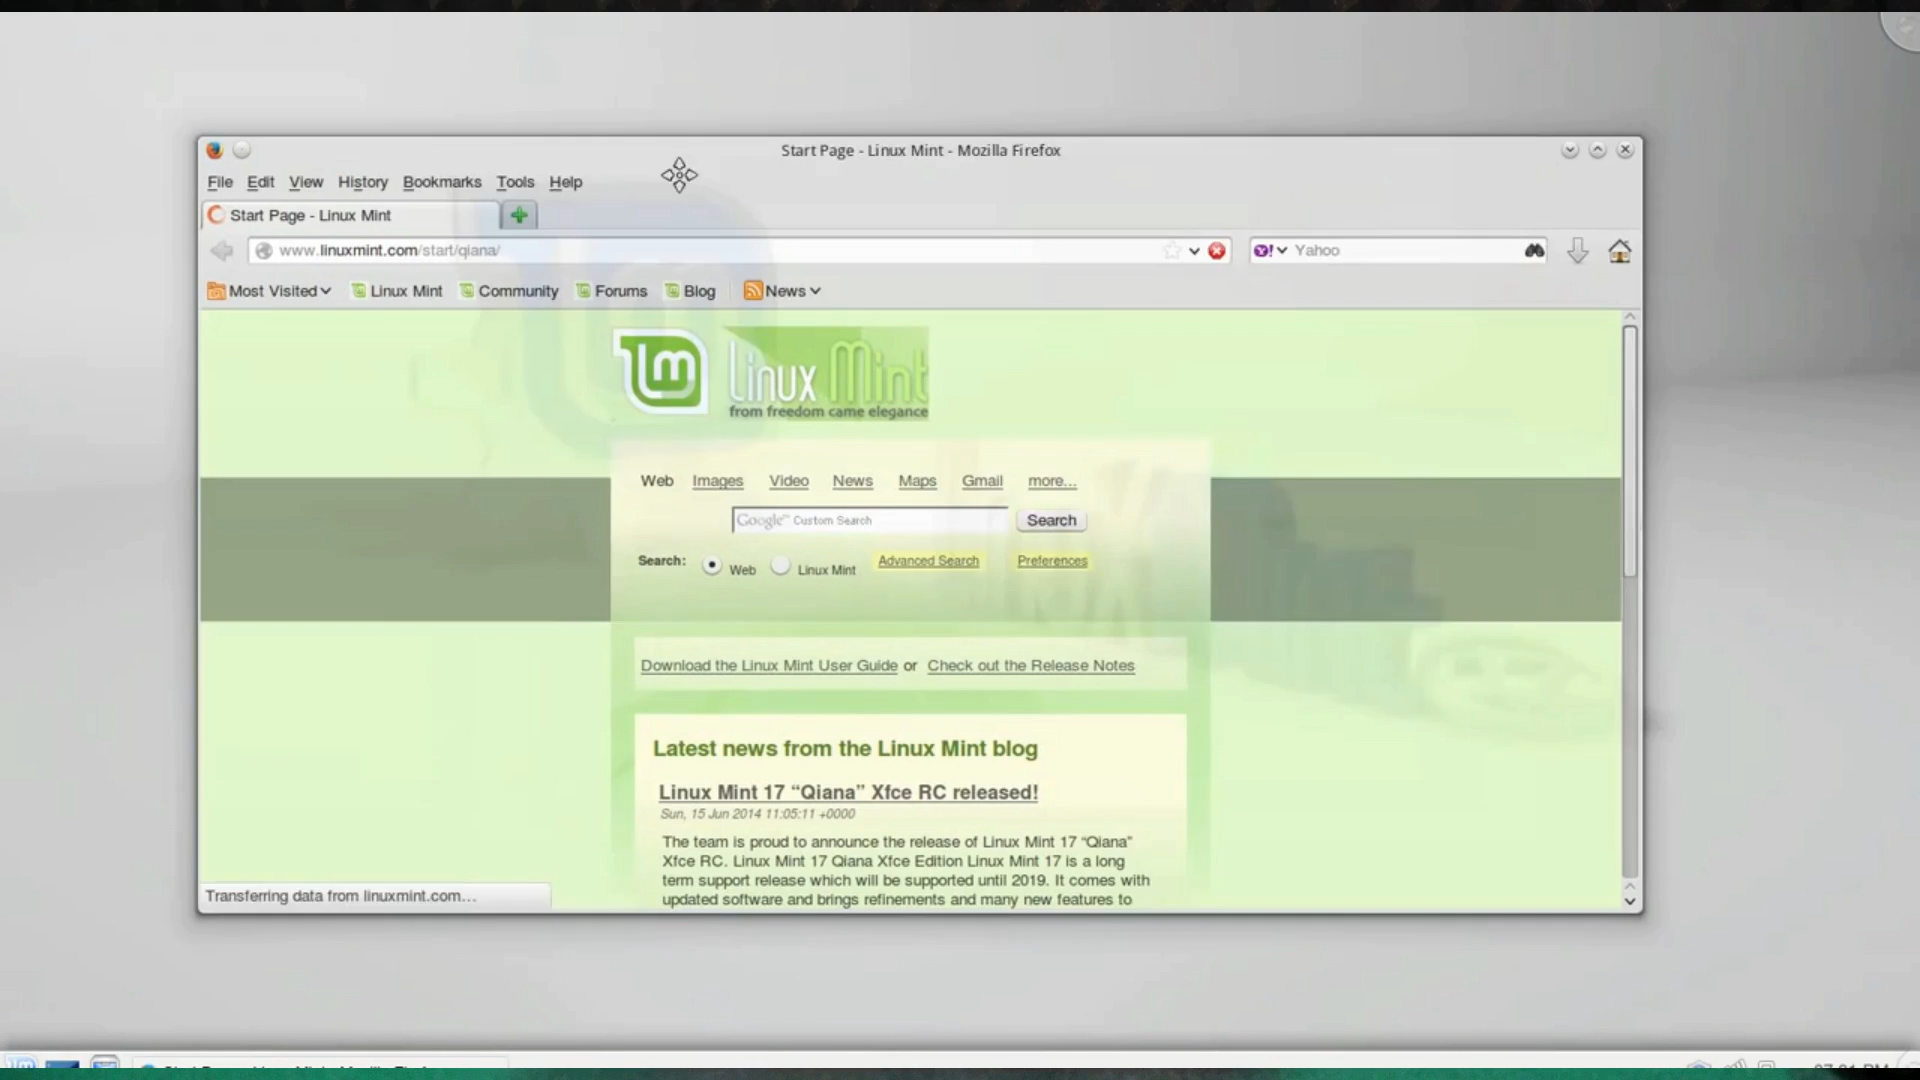 Start Page - Linux Mint - Mozilla Firefox
File Edit View History Bookmarks Tools Help
Start Page - Linux Mint
www.linuxmint.com/start/qiana/
Yahoo
Most Visited Linux Mint Community Forums Blog News
Linux Mint
from freedom came elegance
Web Images Video News Maps Gmail more...
Google™ Custom Search Search
Search: Web Linux Mint Advanced Search Preferences
Download the Linux Mint User Guide or Check out the Release Notes
Latest news from the Linux Mint blog
Linux Mint 17 “Qiana” Xfce RC released!
Sun, 15 Jun 2014 11:05:11 +0000
The team is proud to announce the release of Linux Mint 17 “Qiana”
Xfce RC. Linux Mint 17 Qiana Xfce Edition Linux Mint 17 is a long
term support release which will be supported until 2019. It comes with
updated software and brings refinements and many new features to
Transferring data from linuxmint.com...